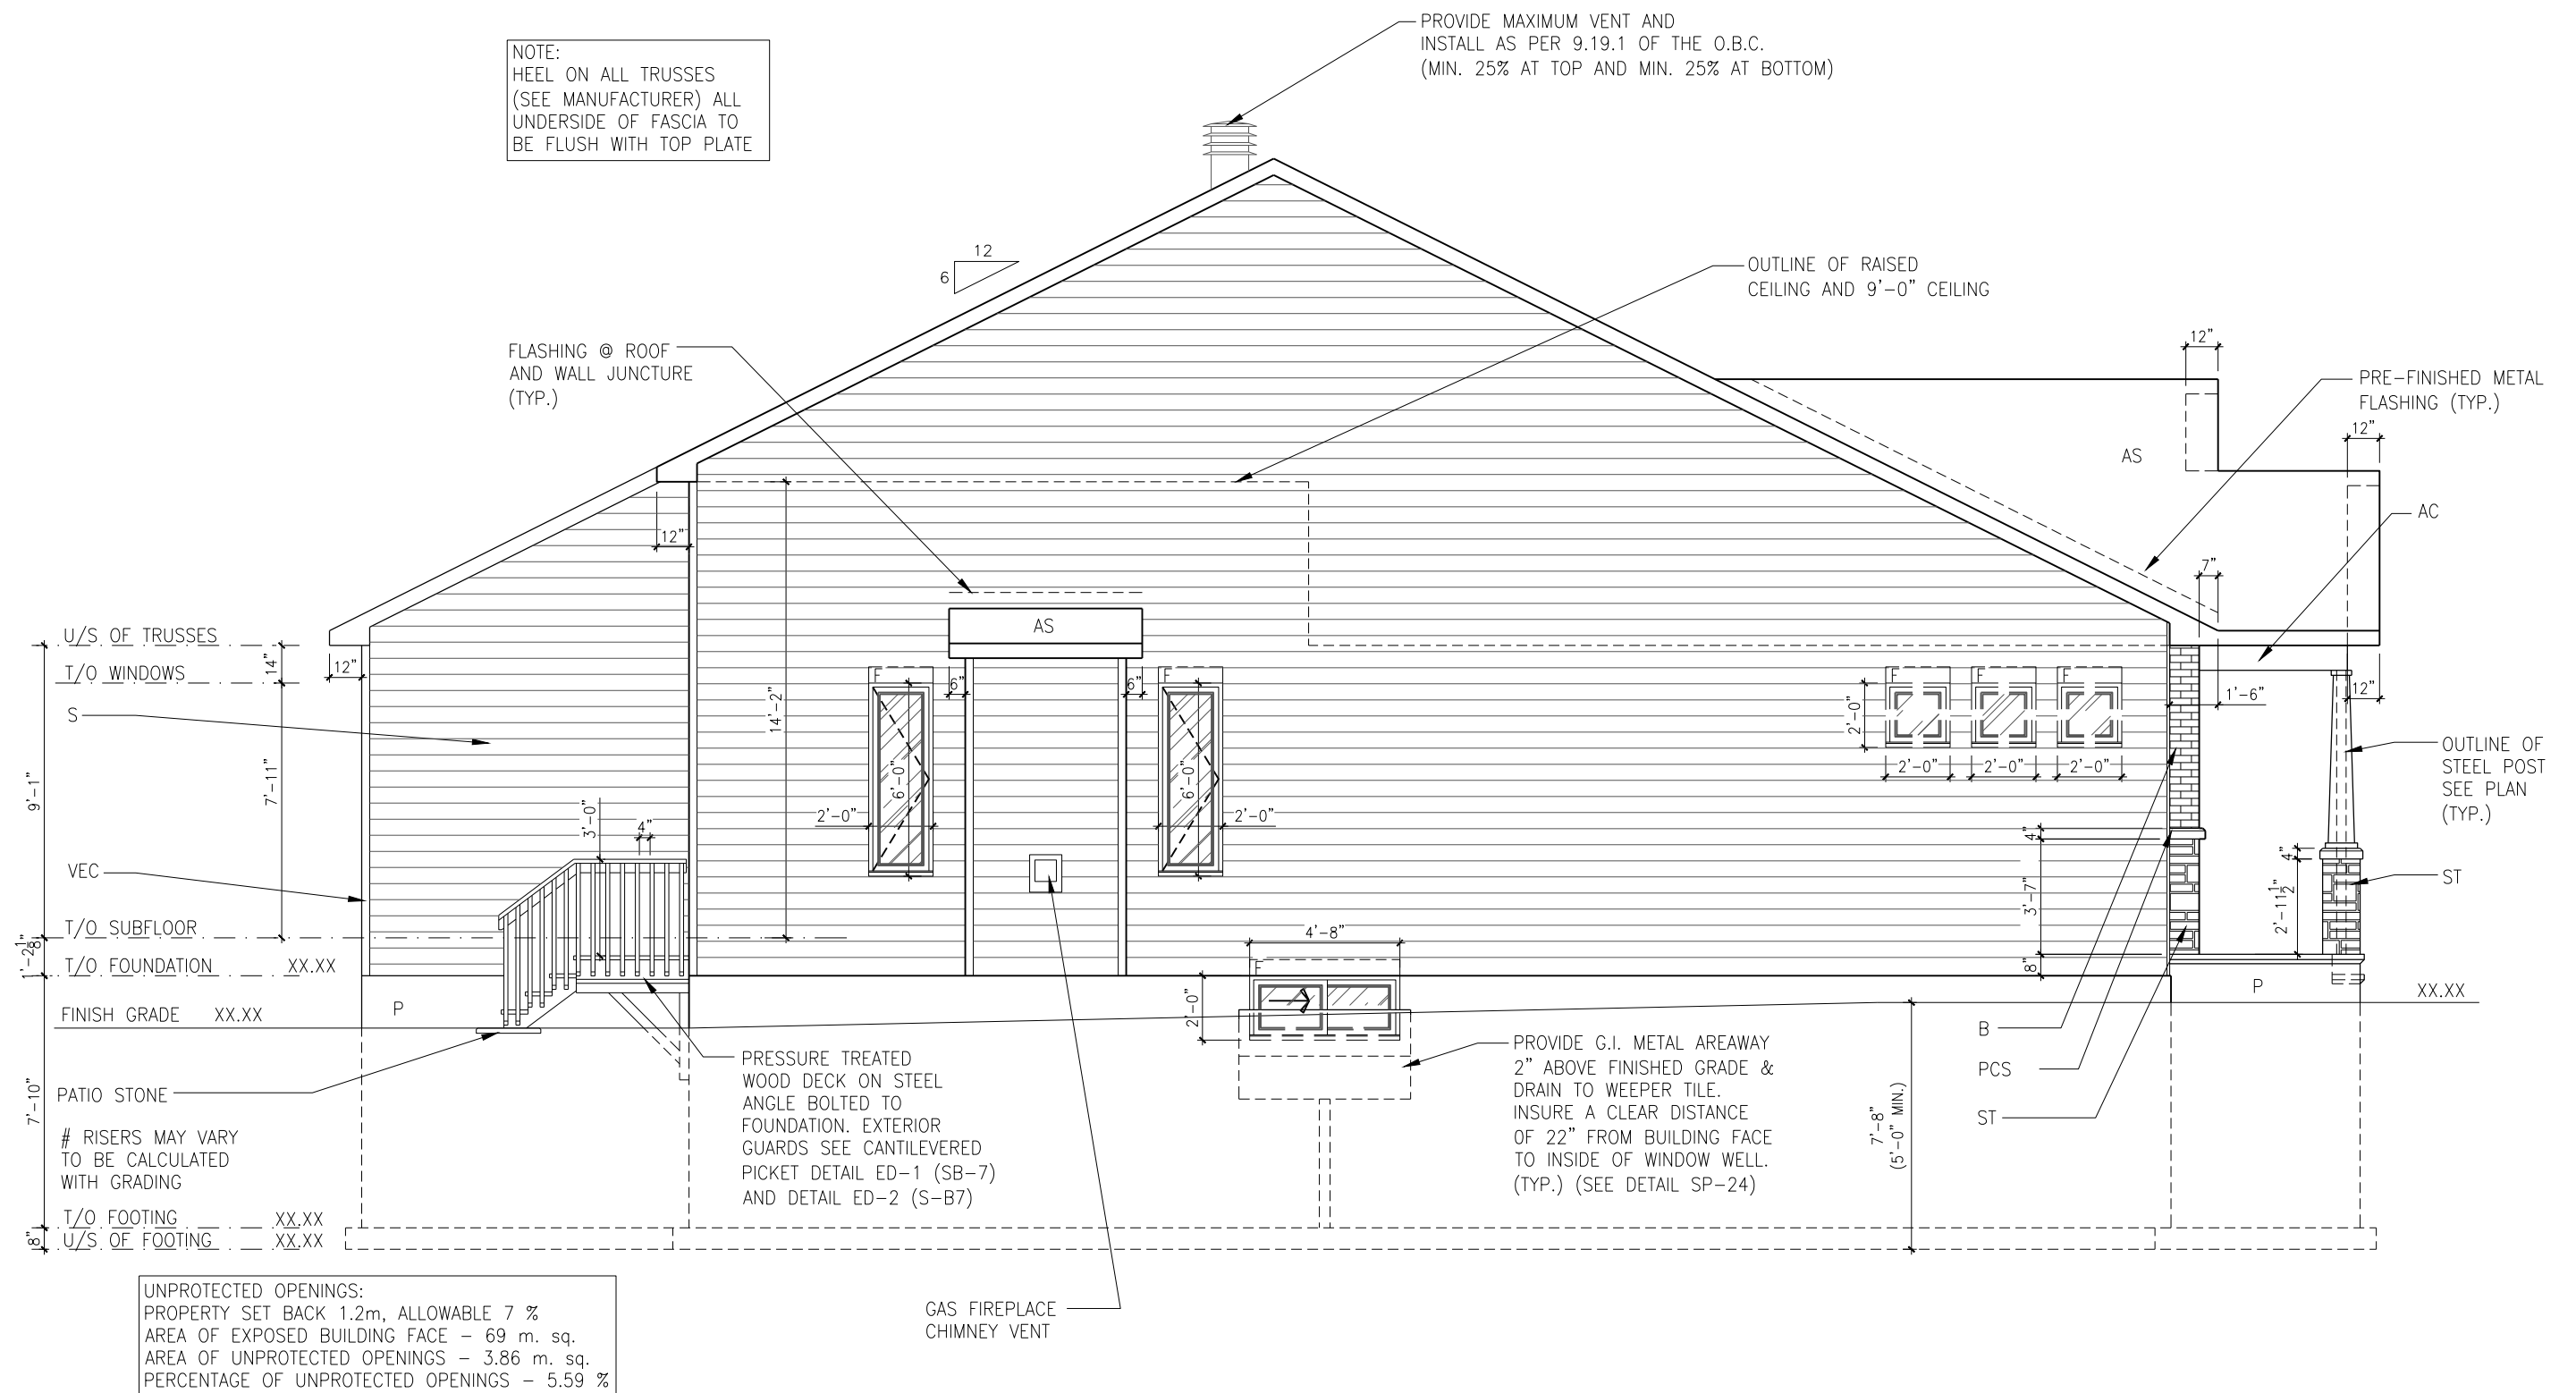 PROVIDE MAXIMUM VENT AND
INSTALL AS PER 9.19.1 OF THE O.B.C.
(MIN. 25% AT TOP AND MIN. 25% AT BOTTOM)
NOTE:
HEEL ON ALL TRUSSES
(SEE MANUFACTURER) ALL
UNDERSIDE OF FASCIA TO
BE FLUSH WITH TOP PLATE
12
6
OUTLINE OF RAISED
CEILING AND 9'-0" CEILING
FLASHING @ ROOF
AND WALL JUNCTURE
(TYP.)
12"
PRE-FINISHED METAL
FLASHING (TYP.)
12"
AS
AC
12"
7"
AS
U/S OF TRUSSES
14"
12"
T/O WINDOWS
S
9'-1"
7'-11"
14'-2"
F
6"
6"
F
F
F
F
1'-6"
12"
2'-0"
2'-0"
2'-0"
2'-0"
6'-0"
6'-0"
2'-0"
2'-0"
OUTLINE OF
STEEL POST
SEE PLAN
(TYP.)
3'-0"
4"
4"
4"
VEC
ST
3'-7"
2'-11½"
T/O SUBFLOOR
1'-2⅛"
T/O FOUNDATION XX.XX
4'-8"
F
8"
2'-0"
P
P
XX.XX
FINISH GRADE XX.XX
B
PCS
ST
PATIO STONE
PRESSURE TREATED
WOOD DECK ON STEEL
ANGLE BOLTED TO
FOUNDATION. EXTERIOR
GUARDS SEE CANTILEVERED
PICKET DETAIL ED-1 (SB-7)
AND DETAIL ED-2 (S-B7)
PROVIDE G.I. METAL AREAWAY
2" ABOVE FINISHED GRADE &
DRAIN TO WEEPER TILE.
INSURE A CLEAR DISTANCE
OF 22" FROM BUILDING FACE
TO INSIDE OF WINDOW WELL.
(TYP.) (SEE DETAIL SP-24)
7'-8"
(5'-0" MIN.)
7'-10"
# RISERS MAY VARY
TO BE CALCULATED
WITH GRADING
T/O FOOTING XX.XX
8"
U/S OF FOOTING XX.XX
GAS FIREPLACE
CHIMNEY VENT
UNPROTECTED OPENINGS:
PROPERTY SET BACK 1.2m, ALLOWABLE 7 %
AREA OF EXPOSED BUILDING FACE - 69 m. sq.
AREA OF UNPROTECTED OPENINGS - 3.86 m. sq.
PERCENTAGE OF UNPROTECTED OPENINGS - 5.59 %